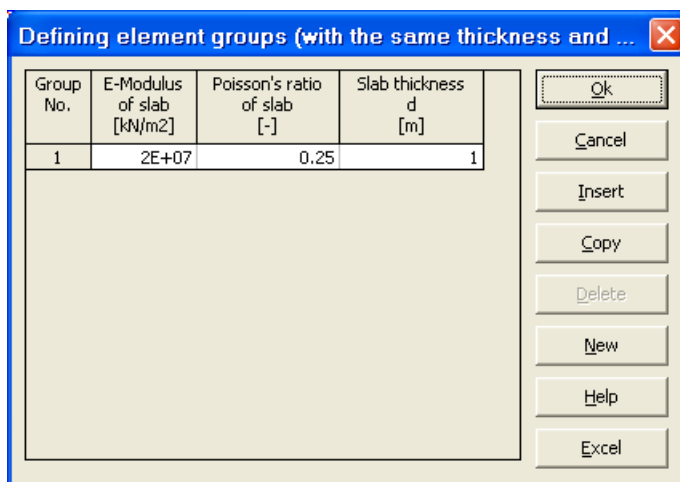 Defining element groups (with the same thickness and ...
Group No. E-Modulus of slab [kN/m2] Poisson's ratio of slab [-] Slab thickness d [m]
1 2E+07 0.25 1
Ok
Cancel
Insert
Copy
Delete
New
Help
Excel